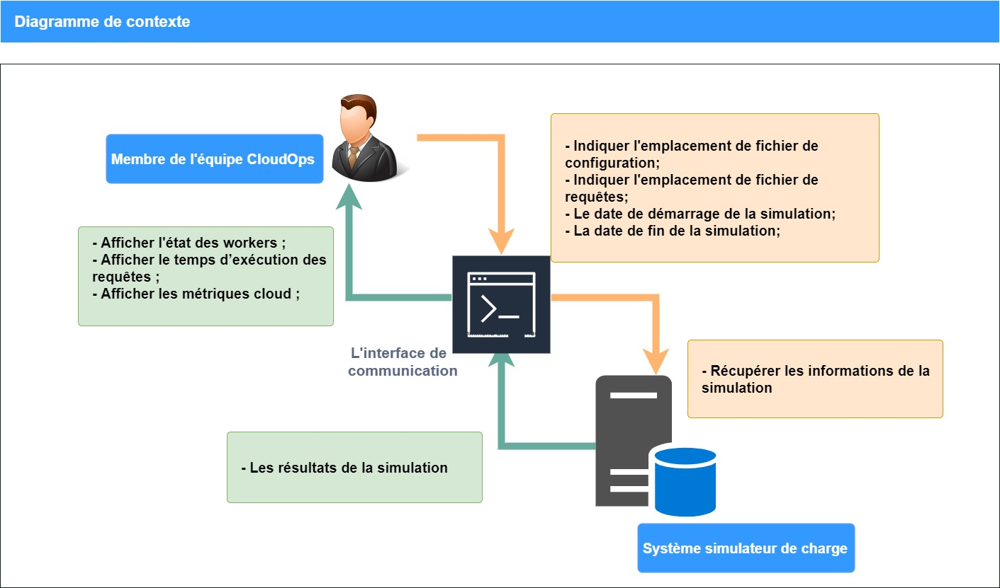 Diagramme de contexte
Membre de l'équipe CloudOps
- Indiquer l'emplacement de fichier de
configuration;
- Indiquer l'emplacement de fichier de
requêtes;
- Le date de démarrage de la simulation;
- La date de fin de la simulation;
- Afficher l'état des workers ;
- Afficher le temps d’exécution des
requêtes ;
- Afficher les métriques cloud ;
L'interface de
communication
- Récupérer les informations de la
simulation
- Les résultats de la simulation
Système simulateur de charge